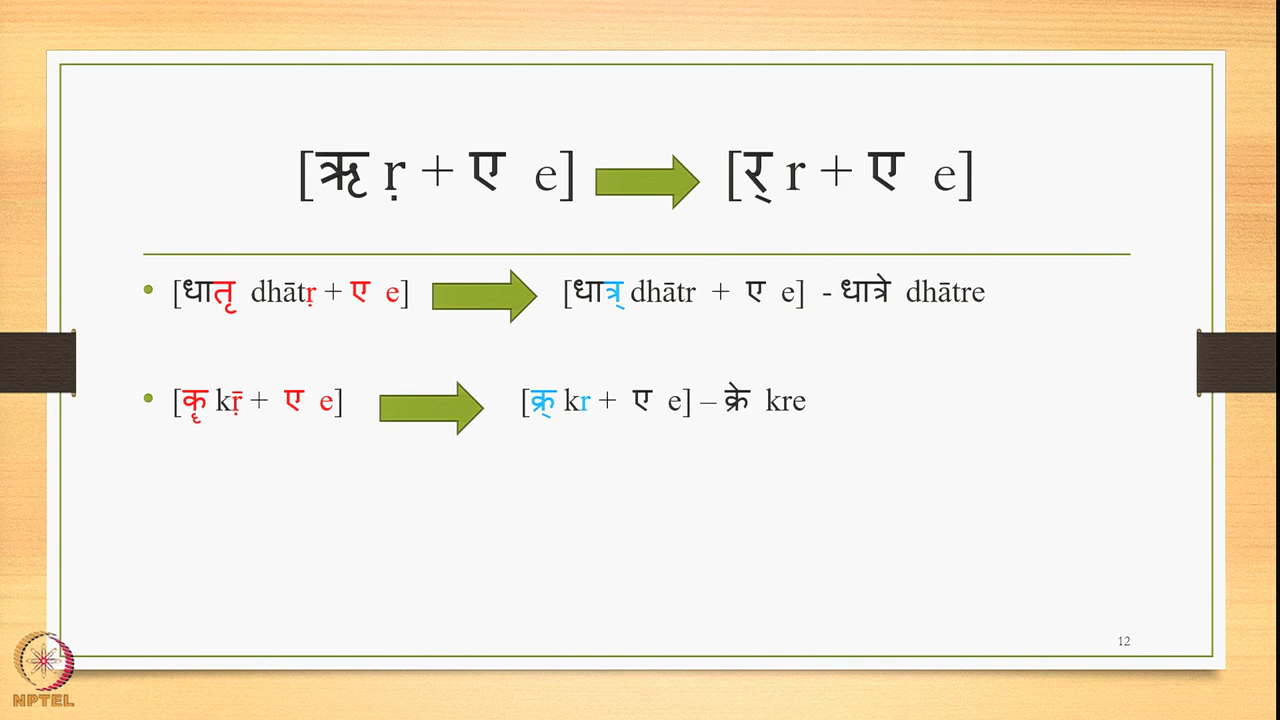 [ऋ ṛ + ए e] [र् r + ए e]
• [धातृ dhātṛ + ए e] [धात्र् dhātr + ए e] - धात्रे dhātre
• [कॄ kṝ + ए e] [क्र् kr + ए e] – क्रे kre
12
NPTEL